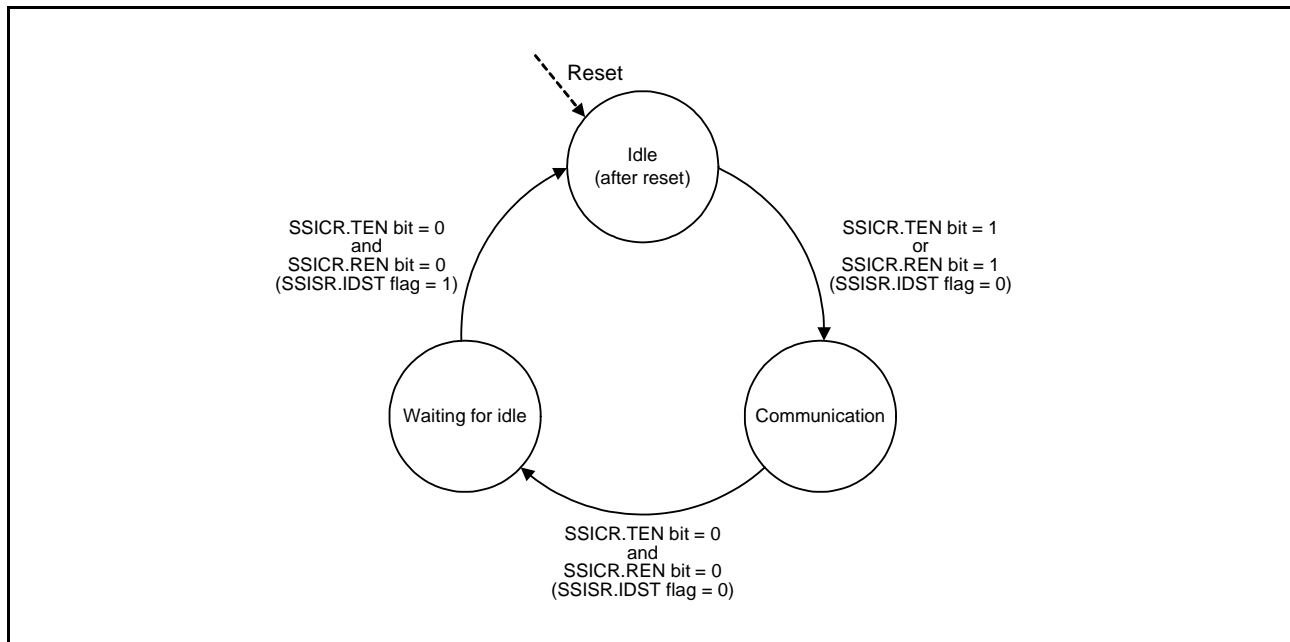 Reset
Idle
(after reset)
SSICR.TEN bit = 0
and
SSICR.REN bit = 0
(SSISR.IDST flag = 1)
SSICR.TEN bit = 1
or
SSICR.REN bit = 1
(SSISR.IDST flag = 0)
Waiting for idle
Communication
SSICR.TEN bit = 0
and
SSICR.REN bit = 0
(SSISR.IDST flag = 0)